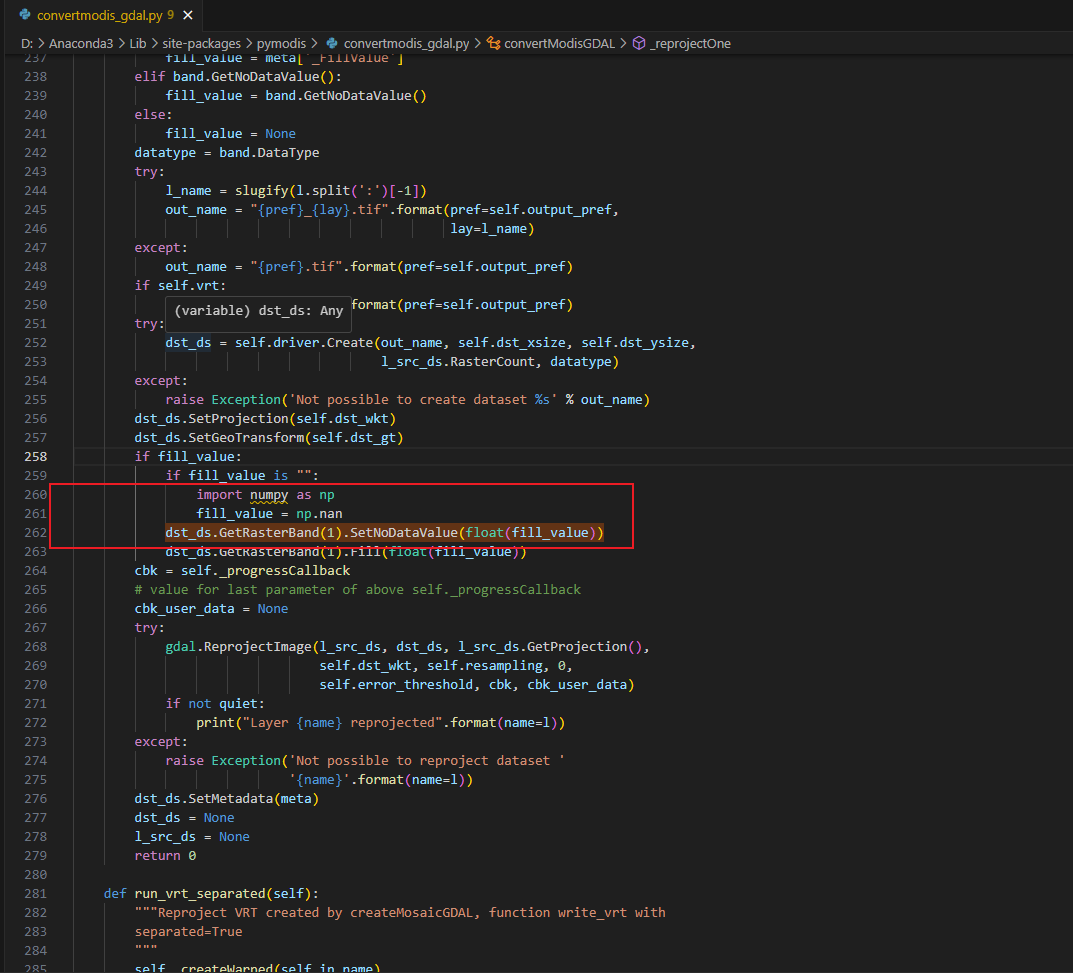 convertmodis_gdal.py 9 ×
D: > Anaconda3 > Lib > site-packages > pymodis > convertmodis_gdal.py > convertModisGDAL > _reprojectOne
237 fill_value = meta['_FillValue']
238 elif band.GetNoDataValue():
239 fill_value = band.GetNoDataValue()
240 else:
241 fill_value = None
242 datatype = band.DataType
243 try:
244 l_name = slugify(l.split(':')[-1])
245 out_name = "{pref}_{lay}.tif".format(pref=self.output_pref,
246 lay=l_name)
247 except:
248 out_name = "{pref}.tif".format(pref=self.output_pref)
249 if self.vrt:
250 format(pref=self.output_pref)
(variable) dst_ds: Any
251 try:
252 dst_ds = self.driver.Create(out_name, self.dst_xsize, self.dst_ysize,
253 l_src_ds.RasterCount, datatype)
254 except:
255 raise Exception('Not possible to create dataset %s' % out_name)
256 dst_ds.SetProjection(self.dst_wkt)
257 dst_ds.SetGeoTransform(self.dst_gt)
258 if fill_value:
259 if fill_value is "":
260 import numpy as np
261 fill_value = np.nan
262 dst_ds.GetRasterBand(1).SetNoDataValue(float(fill_value))
263 dst_ds.GetRasterBand(1).Fill(float(fill_value))
264 cbk = self._progressCallback
265 # value for last parameter of above self._progressCallback
266 cbk_user_data = None
267 try:
268 gdal.ReprojectImage(l_src_ds, dst_ds, l_src_ds.GetProjection(),
269 self.dst_wkt, self.resampling, 0,
270 self.error_threshold, cbk, cbk_user_data)
271 if not quiet:
272 print("Layer {name} reprojected".format(name=l))
273 except:
274 raise Exception('Not possible to reproject dataset '
275 '{name}'.format(name=l))
276 dst_ds.SetMetadata(meta)
277 dst_ds = None
278 l_src_ds = None
279 return 0
280
281 def run_vrt_separated(self):
282 """Reproject VRT created by createMosaicGDAL, function write_vrt with
283 separated=True
284 """
285 self._createWarped(self.in_name)